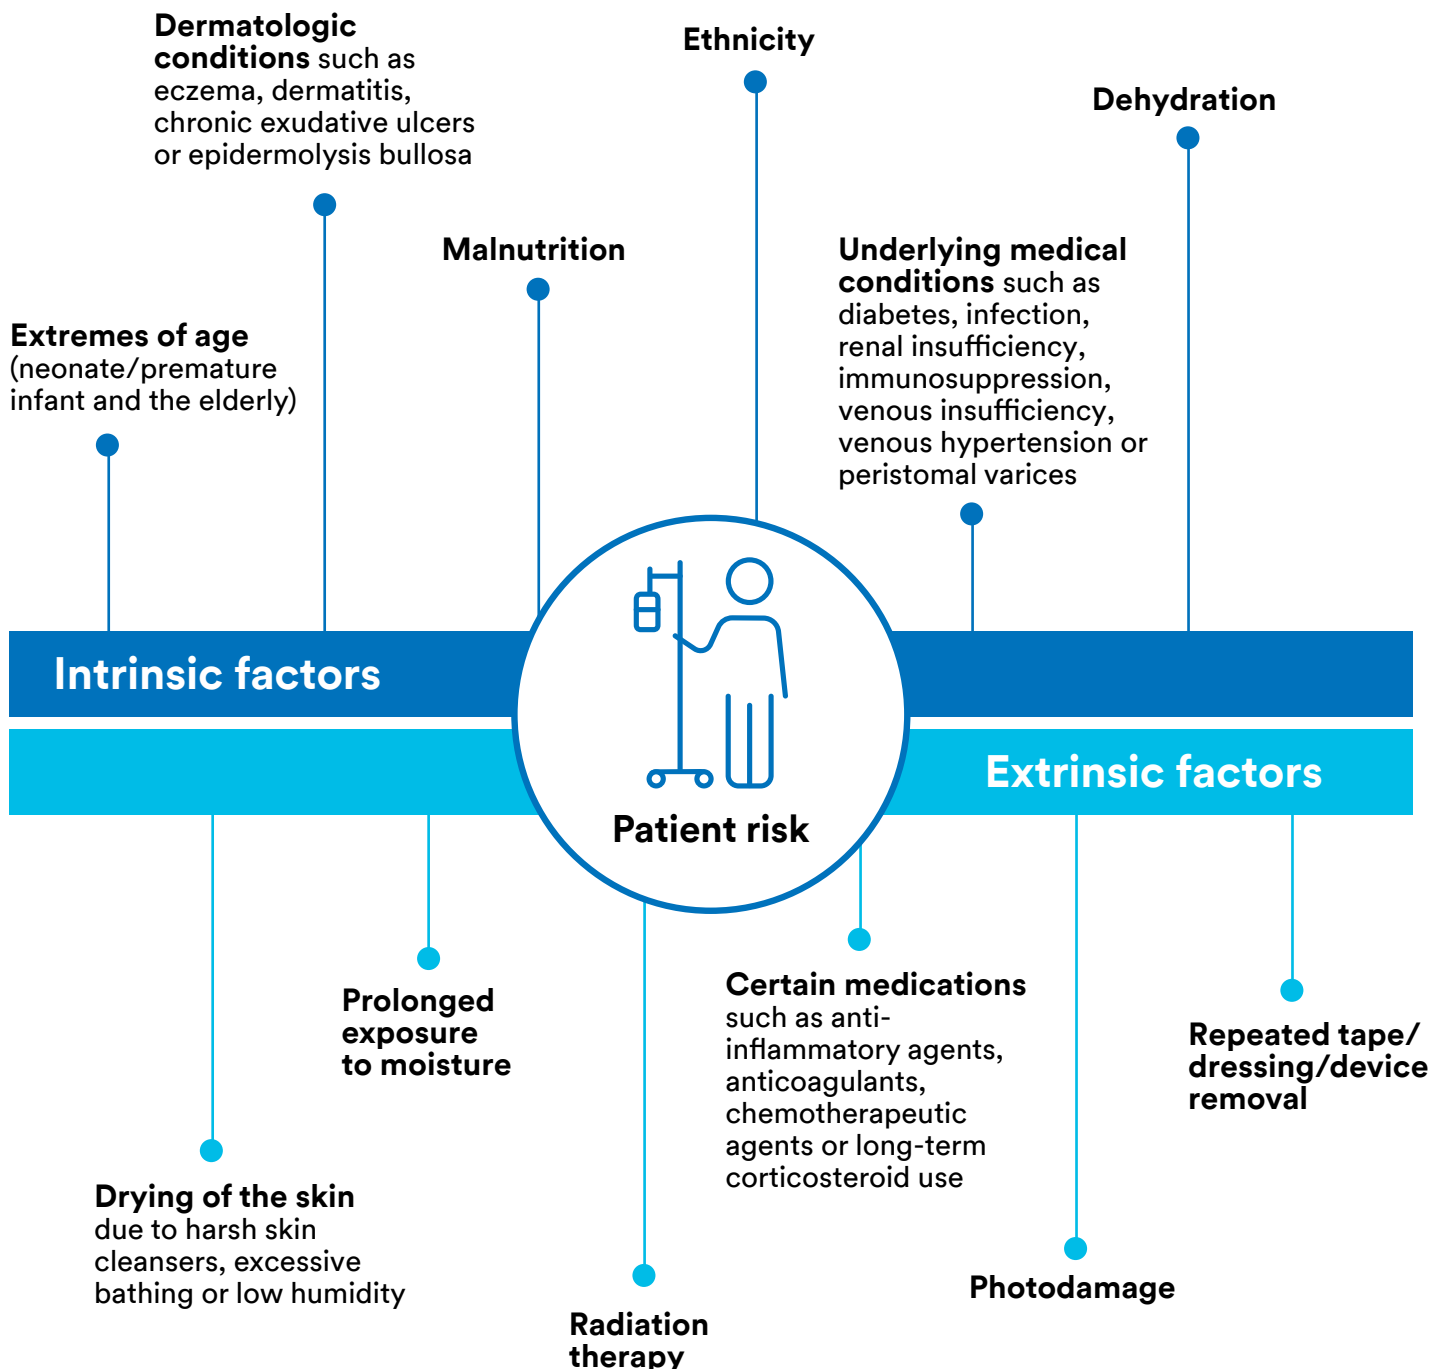 Dermatologic
conditions such as
eczema, dermatitis,
chronic exudative ulcers
or epidermolysis bullosa
Ethnicity
Dehydration
Malnutrition
Underlying medical
conditions such as
diabetes, infection,
renal insufficiency,
immunosuppression,
venous insufficiency,
venous hypertension or
peristomal varices
Extremes of age
(neonate/premature
infant and the elderly)
Intrinsic factors
Extrinsic factors
Patient risk
Prolonged
exposure
to moisture
Certain medications
such as anti-
inflammatory agents,
anticoagulants,
chemotherapeutic
agents or long-term
corticosteroid use
Repeated tape/
dressing/device
removal
Drying of the skin
due to harsh skin
cleansers, excessive
bathing or low humidity
Photodamage
Radiation
therapy